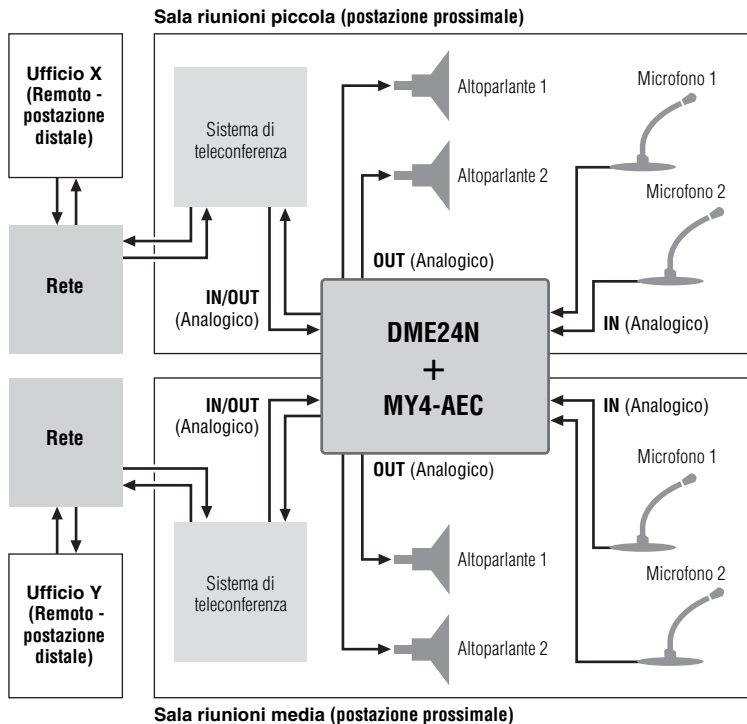 Sala riunioni piccola (postazione prossimale)
Ufficio X
(Remoto -
postazione
distale)
Rete
Sistema di
teleconferenza
Altoparlante 1
Altoparlante 2
Microfono 1
Microfono 2
OUT (Analogico)
IN/OUT
(Analogico)
IN (Analogico)
DME24N
+
MY4-AEC
IN/OUT
(Analogico)
IN (Analogico)
OUT (Analogico)
Rete
Ufficio Y
(Remoto -
postazione
distale)
Sistema di
teleconferenza
Altoparlante 1
Altoparlante 2
Microfono 1
Microfono 2
Sala riunioni media (postazione prossimale)